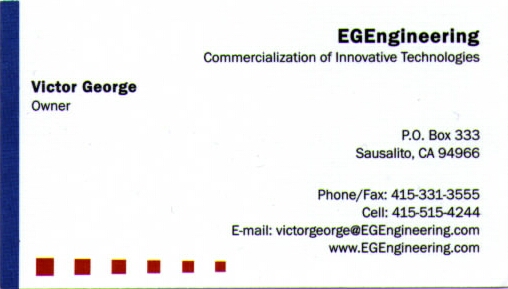 EGEngineering
Commercialization of Innovative Technologies
Victor George
Owner
P.O. Box 333
Sausalito, CA 94966
Phone/Fax: 415-331-3555
Cell: 415-515-4244
E-mail: victorgeorge@EGEngineering.com
www.EGEngineering.com